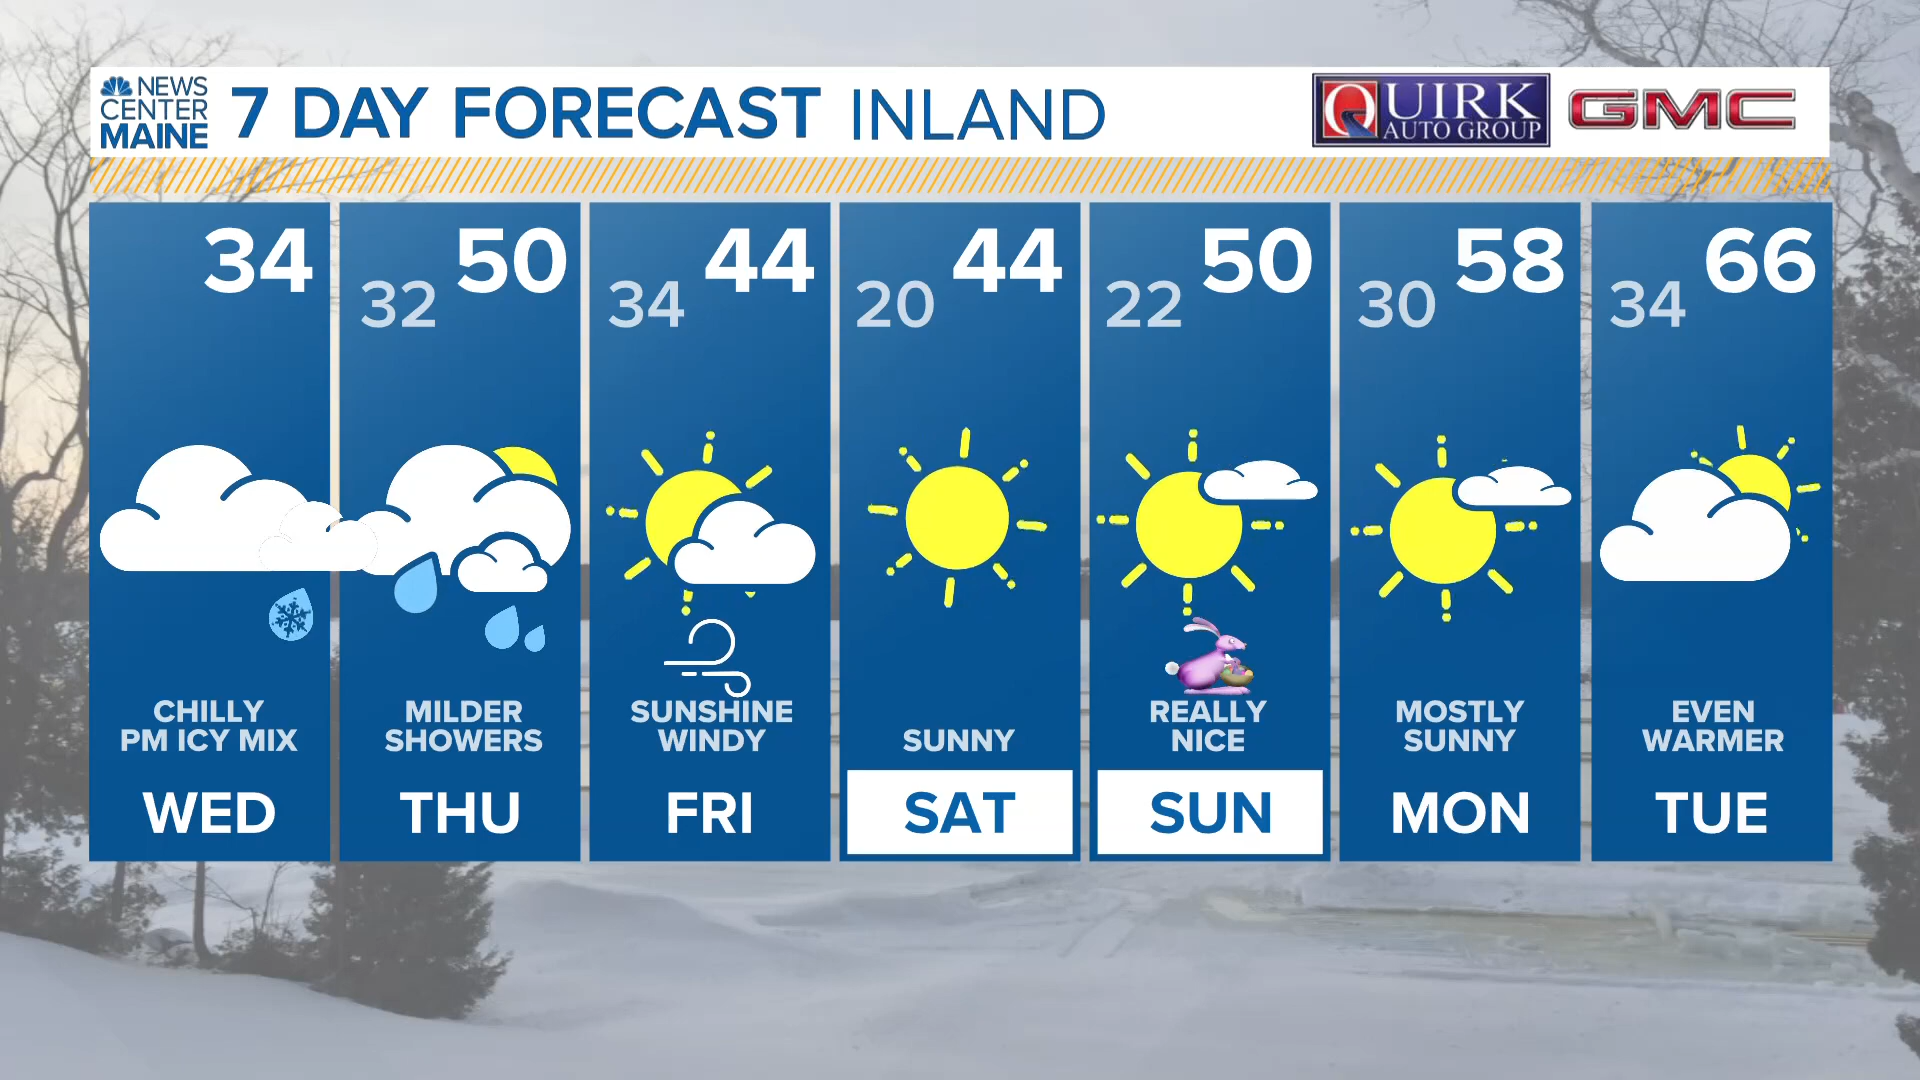 NEWS
CENTER
MAINE
7 DAY FORECAST INLAND
QUIRK
AUTO GROUP
GMC
34
32 50
34 44
20 44
22 50
30 58
34 66
CHILLY
PM ICY MIX
WED
MILDER
SHOWERS
THU
SUNSHINE
WINDY
FRI
SUNNY
SAT
REALLY
NICE
SUN
MOSTLY
SUNNY
MON
EVEN
WARMER
TUE